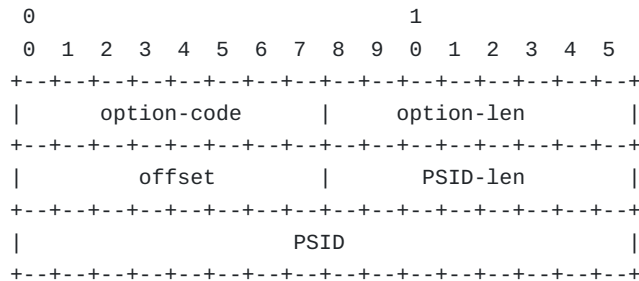 0                             1
0  1  2  3  4  5  6  7  8  9  0  1  2  3  4  5
+--+--+--+--+--+--+--+--+--+--+--+--+--+--+--+--+
|      option-code      |     option-len        |
+--+--+--+--+--+--+--+--+--+--+--+--+--+--+--+--+
|         offset        |       PSID-len        |
+--+--+--+--+--+--+--+--+--+--+--+--+--+--+--+--+
|                     PSID                      |
+--+--+--+--+--+--+--+--+--+--+--+--+--+--+--+--+